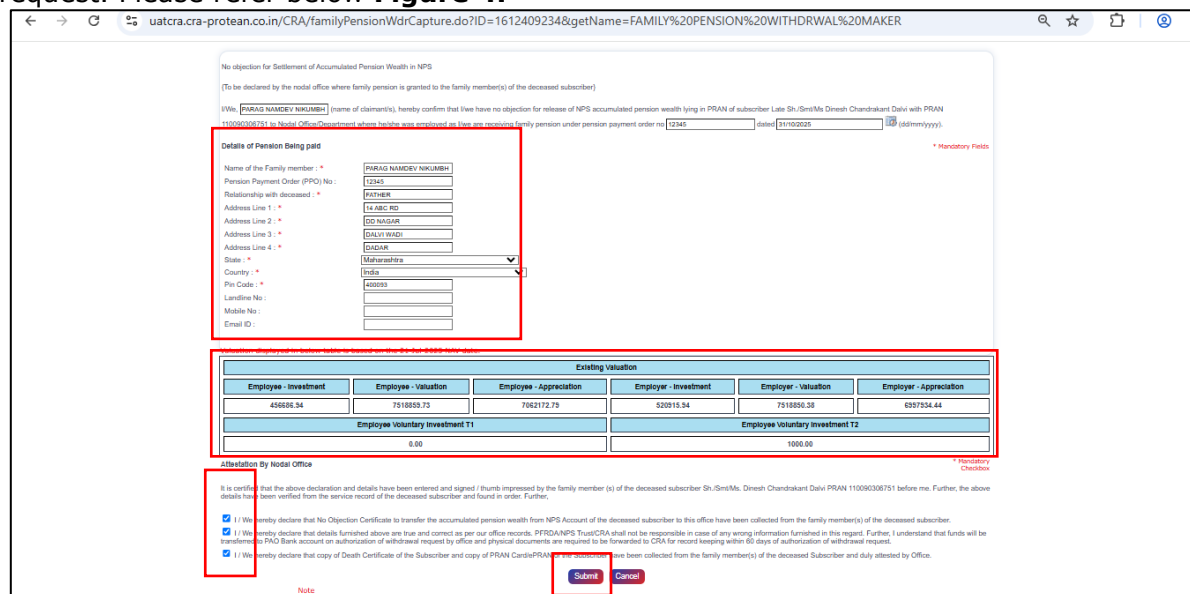 request. Please refer below Figure 4.
uatcra.cra-protean.co.in/CRA/familyPensionWdrCapture.do?ID=1612409234&getName=FAMILY%20PENSION%20WITHDRWAL%20MAKER
No objection for Settlement of Accumulated Pension Wealth in NPS
(To be declared by the nodal office where family pension is granted to the family member(s) of the deceased subscriber)
I/We, PARAG NAMDEV NIKUMBH (name of claimant/s), hereby confirm that I/we have no objection for release of NPS accumulated pension wealth lying in PRAN of subscriber Late Sh./Smt/Ms Dinesh Chandrakant Dalvi with PRAN
110090306751 to Nodal Office/Department where he/she was employed as I/we are receiving family pension under pension payment order no 12345 dated 31/10/2025 (dd/mm/yyyy).
Details of Pension Being paid
* Mandatory Fields
Name of the Family member : * PARAG NAMDEV NIKUMBH
Pension Payment Order (PPO) No : 12345
Relationship with deceased : * FATHER
Address Line 1 : * 14 ABC RD
Address Line 2 : * DD NAGAR
Address Line 3 : * DALVI WADI
Address Line 4 : * DADAR
State : * Maharashtra
Country : * India
Pin Code : * 400093
Landline No :
Mobile No :
Email ID :
Valuation displayed in below table is based on the 31-Jul-2025 NAV date.
Existing Valuation
Employee - Investment Employee - Valuation Employee - Appreciation Employer - Investment Employer - Valuation Employer - Appreciation
456686.94 7518859.73 7062172.79 520915.94 7518850.38 6997934.44
Employee Voluntary Investment T1 Employee Voluntary Investment T2
0.00 1000.00
Attestation By Nodal Office
* Mandatory
Checkbox
It is certified that the above declaration and details have been entered and signed / thumb impressed by the family member (s) of the deceased subscriber Sh./Smt/Ms. Dinesh Chandrakant Dalvi PRAN 110090306751 before me. Further, the above
details have been verified from the service record of the deceased subscriber and found in order. Further,
I / We hereby declare that No Objection Certificate to transfer the accumulated pension wealth from NPS Account of the deceased subscriber to this office have been collected from the family member(s) of the deceased subscriber.
I / We hereby declare that details furnished above are true and correct as per our office records. PFRDA/NPS Trust/CRA shall not be responsible in case of any wrong information furnished in this regard. Further, I understand that funds will be
transferred to PAO Bank account on authorization of withdrawal request by office and physical documents are required to be forwarded to CRA for record keeping within 60 days of authorization of withdrawal request.
I / We hereby declare that copy of Death Certificate of the Subscriber and copy of PRAN Card/ePRAN of the Subscriber have been collected from the family member(s) of the deceased Subscriber and duly attested by Office.
Submit Cancel
Note